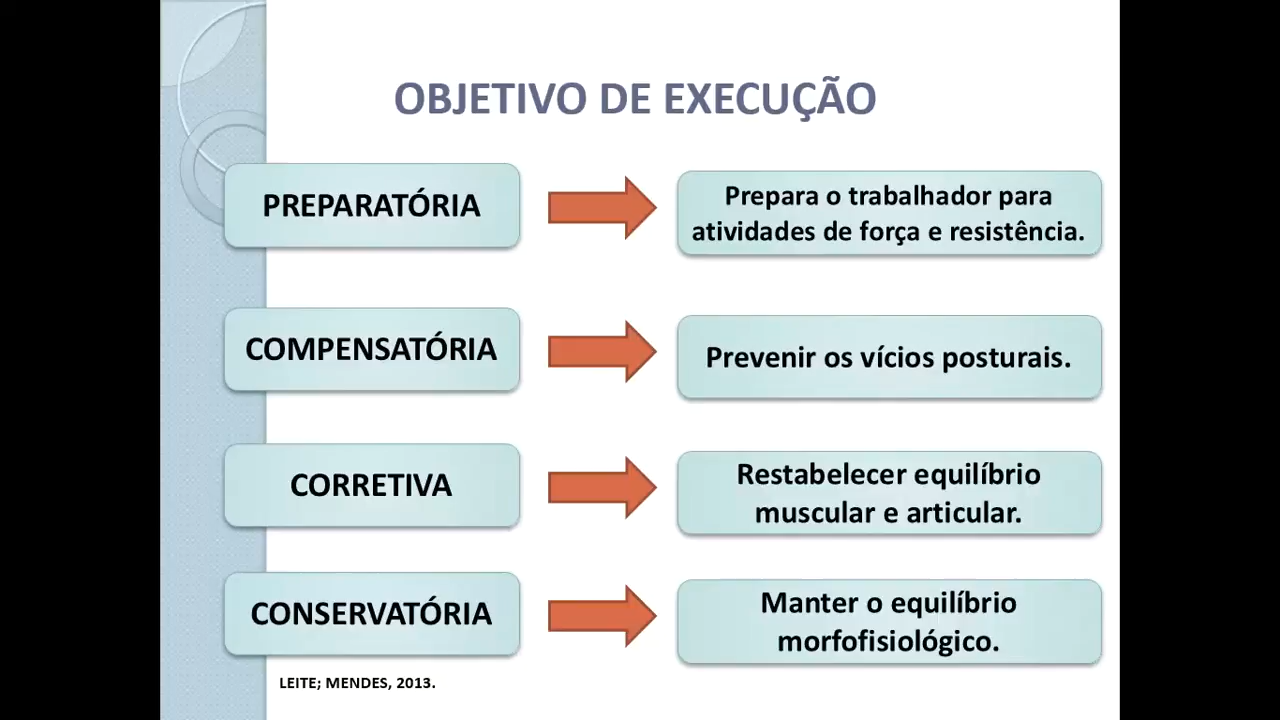 OBJETIVO DE EXECUÇÃO
PREPARATÓRIA
Prepara o trabalhador para
atividades de força e resistência.
COMPENSATÓRIA
Prevenir os vícios posturais.
CORRETIVA
Restabelecer equilíbrio
muscular e articular.
CONSERVATÓRIA
Manter o equilíbrio
morfofisiológico.
LEITE; MENDES, 2013.